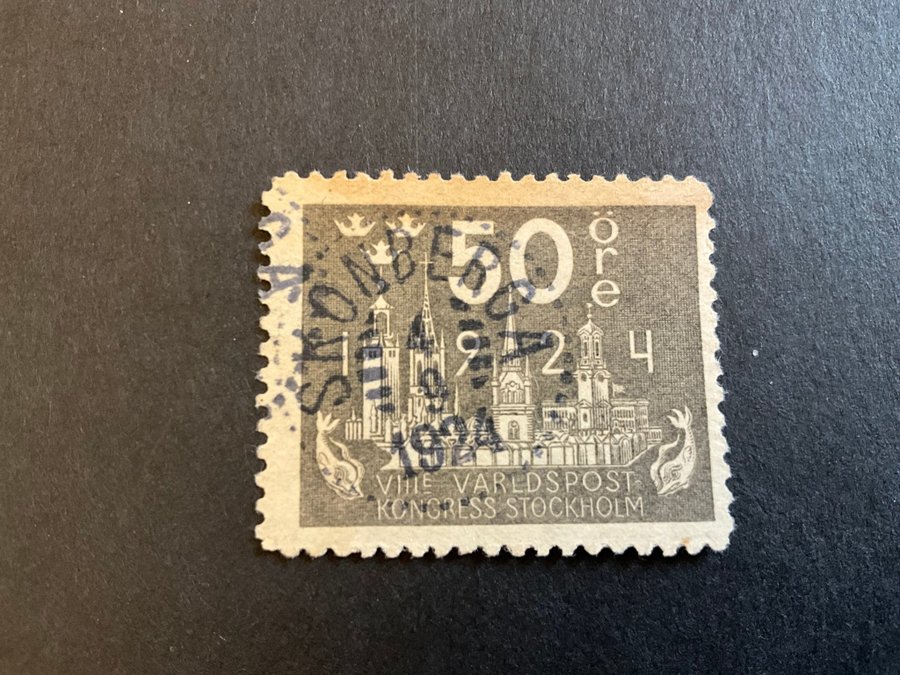 50 öre
1924
VIIIE VÄRLDSPOST-
KONGRESS STOCKHOLM
SKÖNBERGA
1924